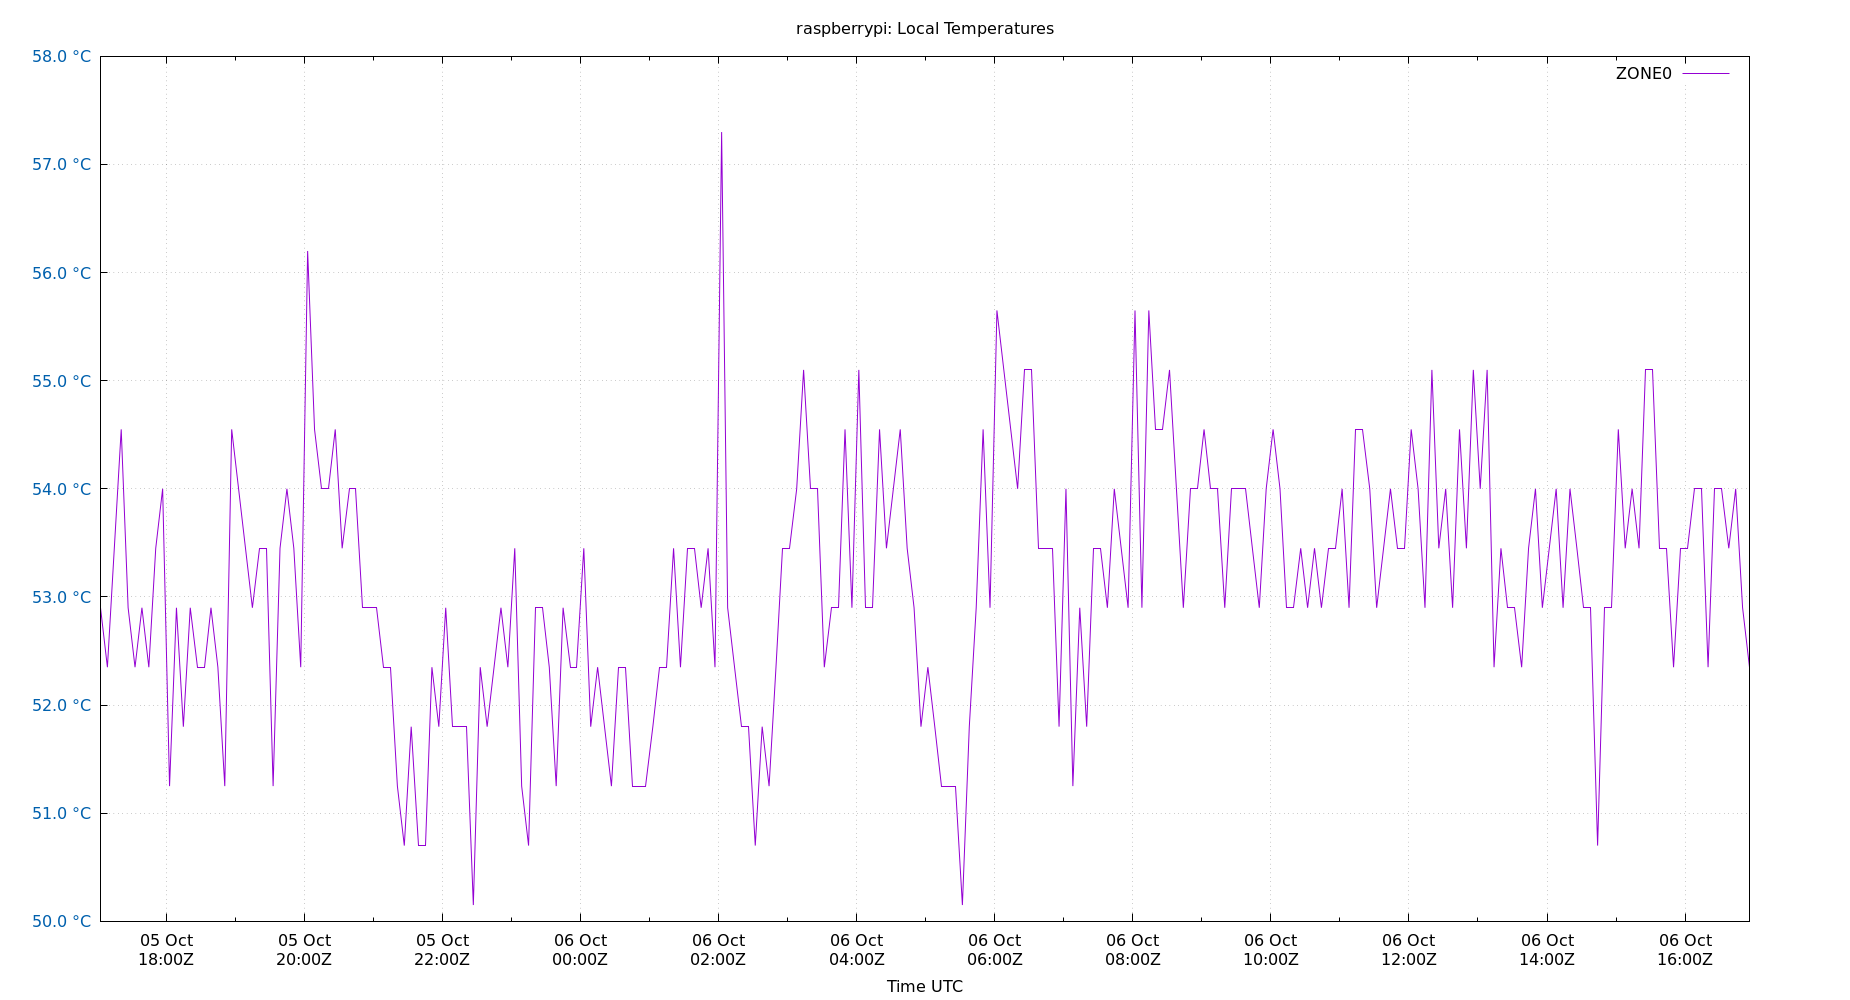 raspberrypi: Local Temperatures
58.0 °C
57.0 °C
56.0 °C
55.0 °C
54.0 °C
53.0 °C
52.0 °C
51.0 °C
50.0 °C
ZONE0
05 Oct 05 Oct 05 Oct 06 Oct 06 Oct 06 Oct 06 Oct 06 Oct 06 Oct 06 Oct 06 Oct 06 Oct
18:00Z 20:00Z 22:00Z 00:00Z 02:00Z 04:00Z 06:00Z 08:00Z 10:00Z 12:00Z 14:00Z 16:00Z
Time UTC